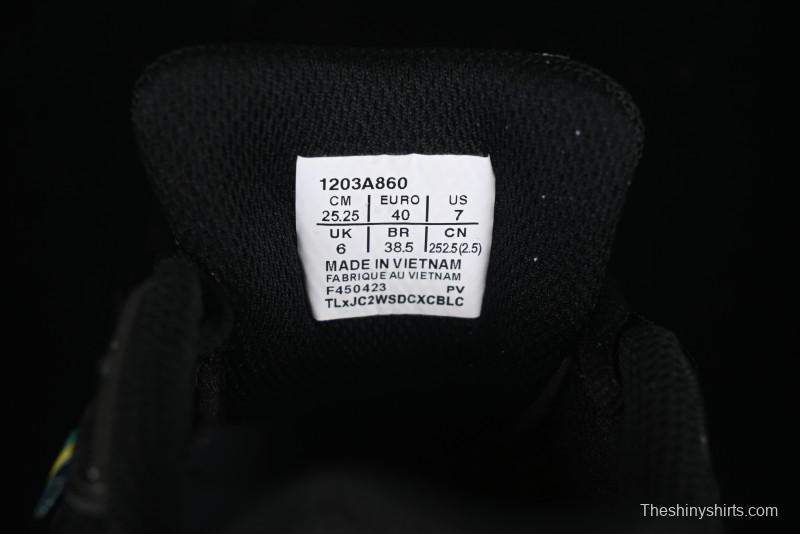 1203A860
CM EURO US
25.25 40 7
UK BR CN
6 38.5 252.5(2.5)
MADE IN VIETNAM
FABRIQUE AU VIETNAM
F450423 PV
TLxJC2WSDCXCBLC
Theshinyshirts.com